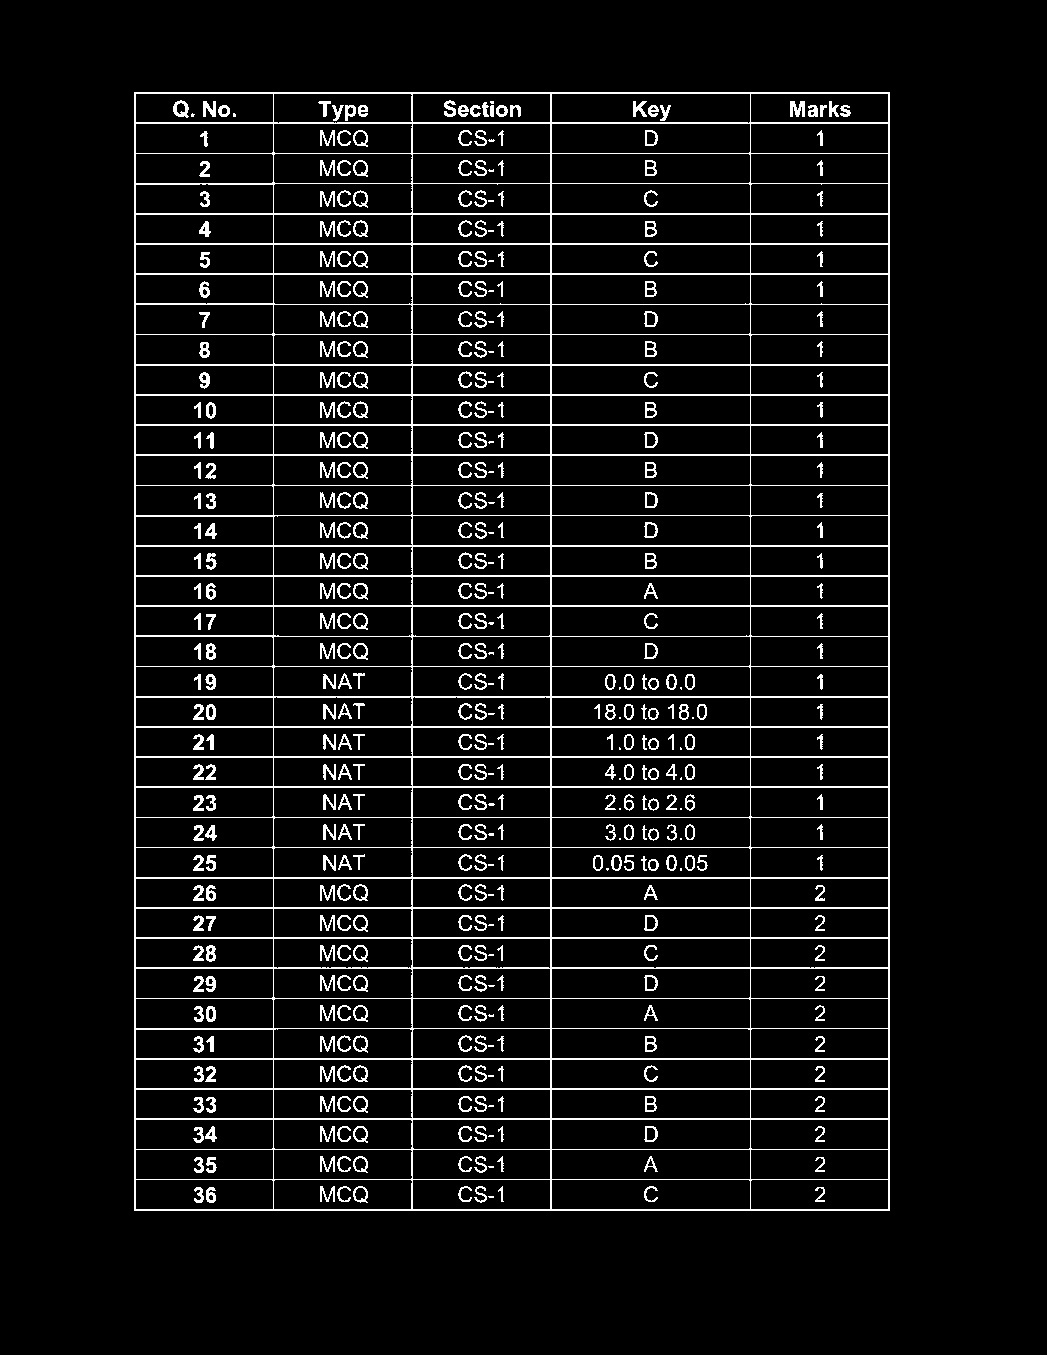 Q. No. Type Section Key Marks
1 MCQ CS-1 D 1
2 MCQ CS-1 B 1
3 MCQ CS-1 C 1
4 MCQ CS-1 B 1
5 MCQ CS-1 C 1
6 MCQ CS-1 B 1
7 MCQ CS-1 D 1
8 MCQ CS-1 B 1
9 MCQ CS-1 C 1
10 MCQ CS-1 B 1
11 MCQ CS-1 D 1
12 MCQ CS-1 B 1
13 MCQ CS-1 D 1
14 MCQ CS-1 D 1
15 MCQ CS-1 B 1
16 MCQ CS-1 A 1
17 MCQ CS-1 C 1
18 MCQ CS-1 D 1
19 NAT CS-1 0.0 to 0.0 1
20 NAT CS-1 18.0 to 18.0 1
21 NAT CS-1 1.0 to 1.0 1
22 NAT CS-1 4.0 to 4.0 1
23 NAT CS-1 2.6 to 2.6 1
24 NAT CS-1 3.0 to 3.0 1
25 NAT CS-1 0.05 to 0.05 1
26 MCQ CS-1 A 2
27 MCQ CS-1 D 2
28 MCQ CS-1 C 2
29 MCQ CS-1 D 2
30 MCQ CS-1 A 2
31 MCQ CS-1 B 2
32 MCQ CS-1 C 2
33 MCQ CS-1 B 2
34 MCQ CS-1 D 2
35 MCQ CS-1 A 2
36 MCQ CS-1 C 2